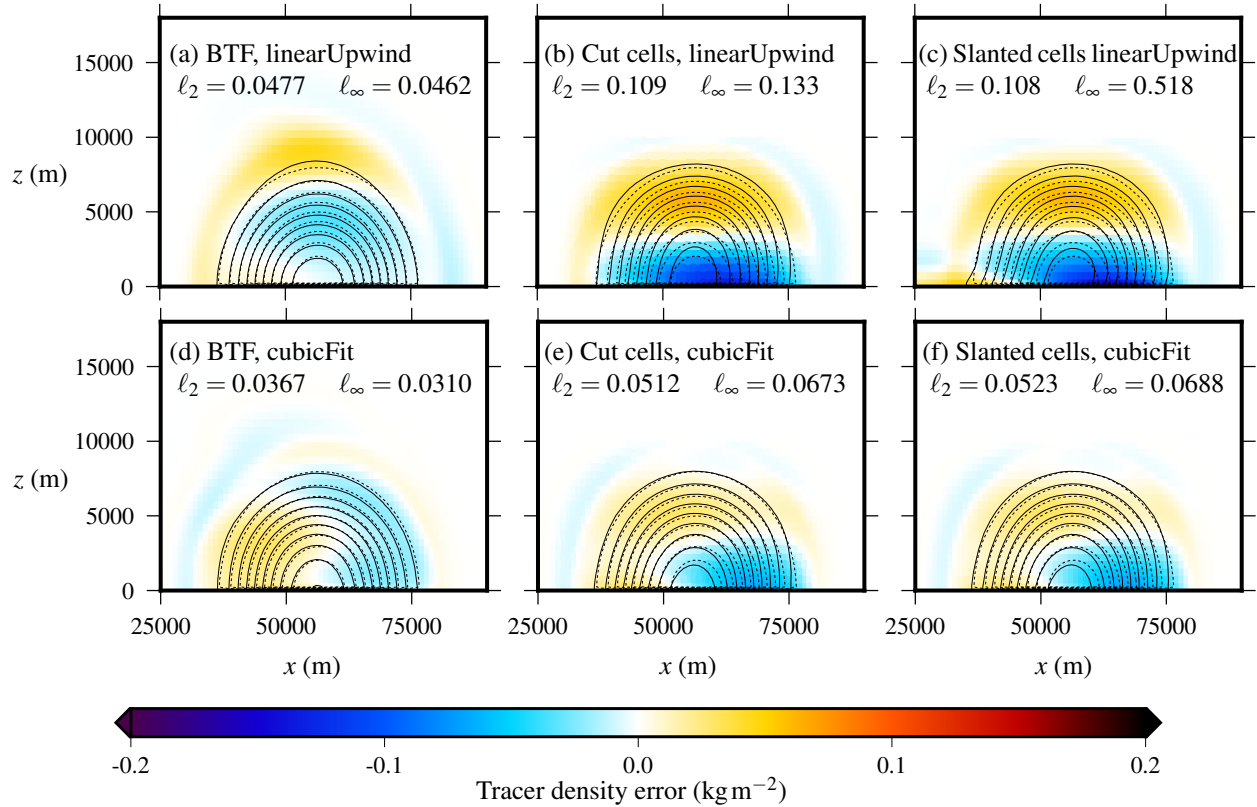 (a) BTF, linearUpwind
ℓ₂ = 0.0477 ℓ∞ = 0.0462
(b) Cut cells, linearUpwind
ℓ₂ = 0.109 ℓ∞ = 0.133
(c) Slanted cells linearUpwind
ℓ₂ = 0.108 ℓ∞ = 0.518
15000
10000
z (m)
5000
0
(d) BTF, cubicFit
ℓ₂ = 0.0367 ℓ∞ = 0.0310
(e) Cut cells, cubicFit
ℓ₂ = 0.0512 ℓ∞ = 0.0673
(f) Slanted cells, cubicFit
ℓ₂ = 0.0523 ℓ∞ = 0.0688
15000
10000
z (m)
5000
0
25000 50000 75000
25000 50000 75000
25000 50000 75000
x (m) x (m) x (m)
-0.2 -0.1 0.0 0.1 0.2
Tracer density error (kg m⁻²)